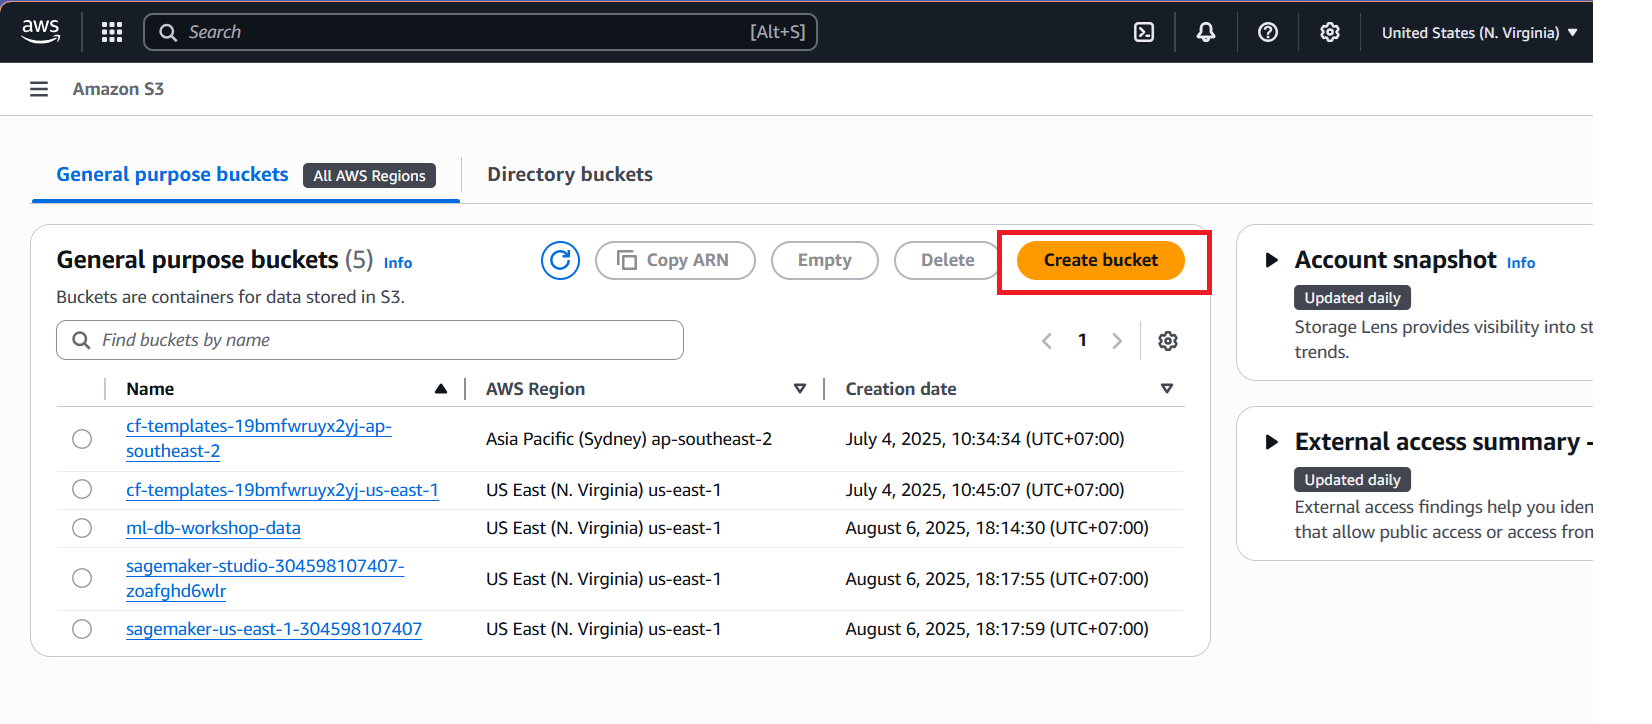 aws
Search [Alt+S]
United States (N. Virginia)
Amazon S3
General purpose buckets All AWS Regions
Directory buckets
General purpose buckets (5) Info
Copy ARN
Empty
Delete
Create bucket
Buckets are containers for data stored in S3.
Find buckets by name
1
Name AWS Region Creation date
cf-templates-19bmfwruyx2yj-ap-
southeast-2
Asia Pacific (Sydney) ap-southeast-2
July 4, 2025, 10:34:34 (UTC+07:00)
cf-templates-19bmfwruyx2yj-us-east-1 US East (N. Virginia) us-east-1 July 4, 2025, 10:45:07 (UTC+07:00)
ml-db-workshop-data US East (N. Virginia) us-east-1 August 6, 2025, 18:14:30 (UTC+07:00)
sagemaker-studio-304598107407-
zoafghd6wlr
US East (N. Virginia) us-east-1
August 6, 2025, 18:17:55 (UTC+07:00)
sagemaker-us-east-1-304598107407 US East (N. Virginia) us-east-1 August 6, 2025, 18:17:59 (UTC+07:00)
Account snapshot Info
Updated daily
Storage Lens provides visibility into st
trends.
External access summary -
Updated daily
External access findings help you iden
that allow public access or access from